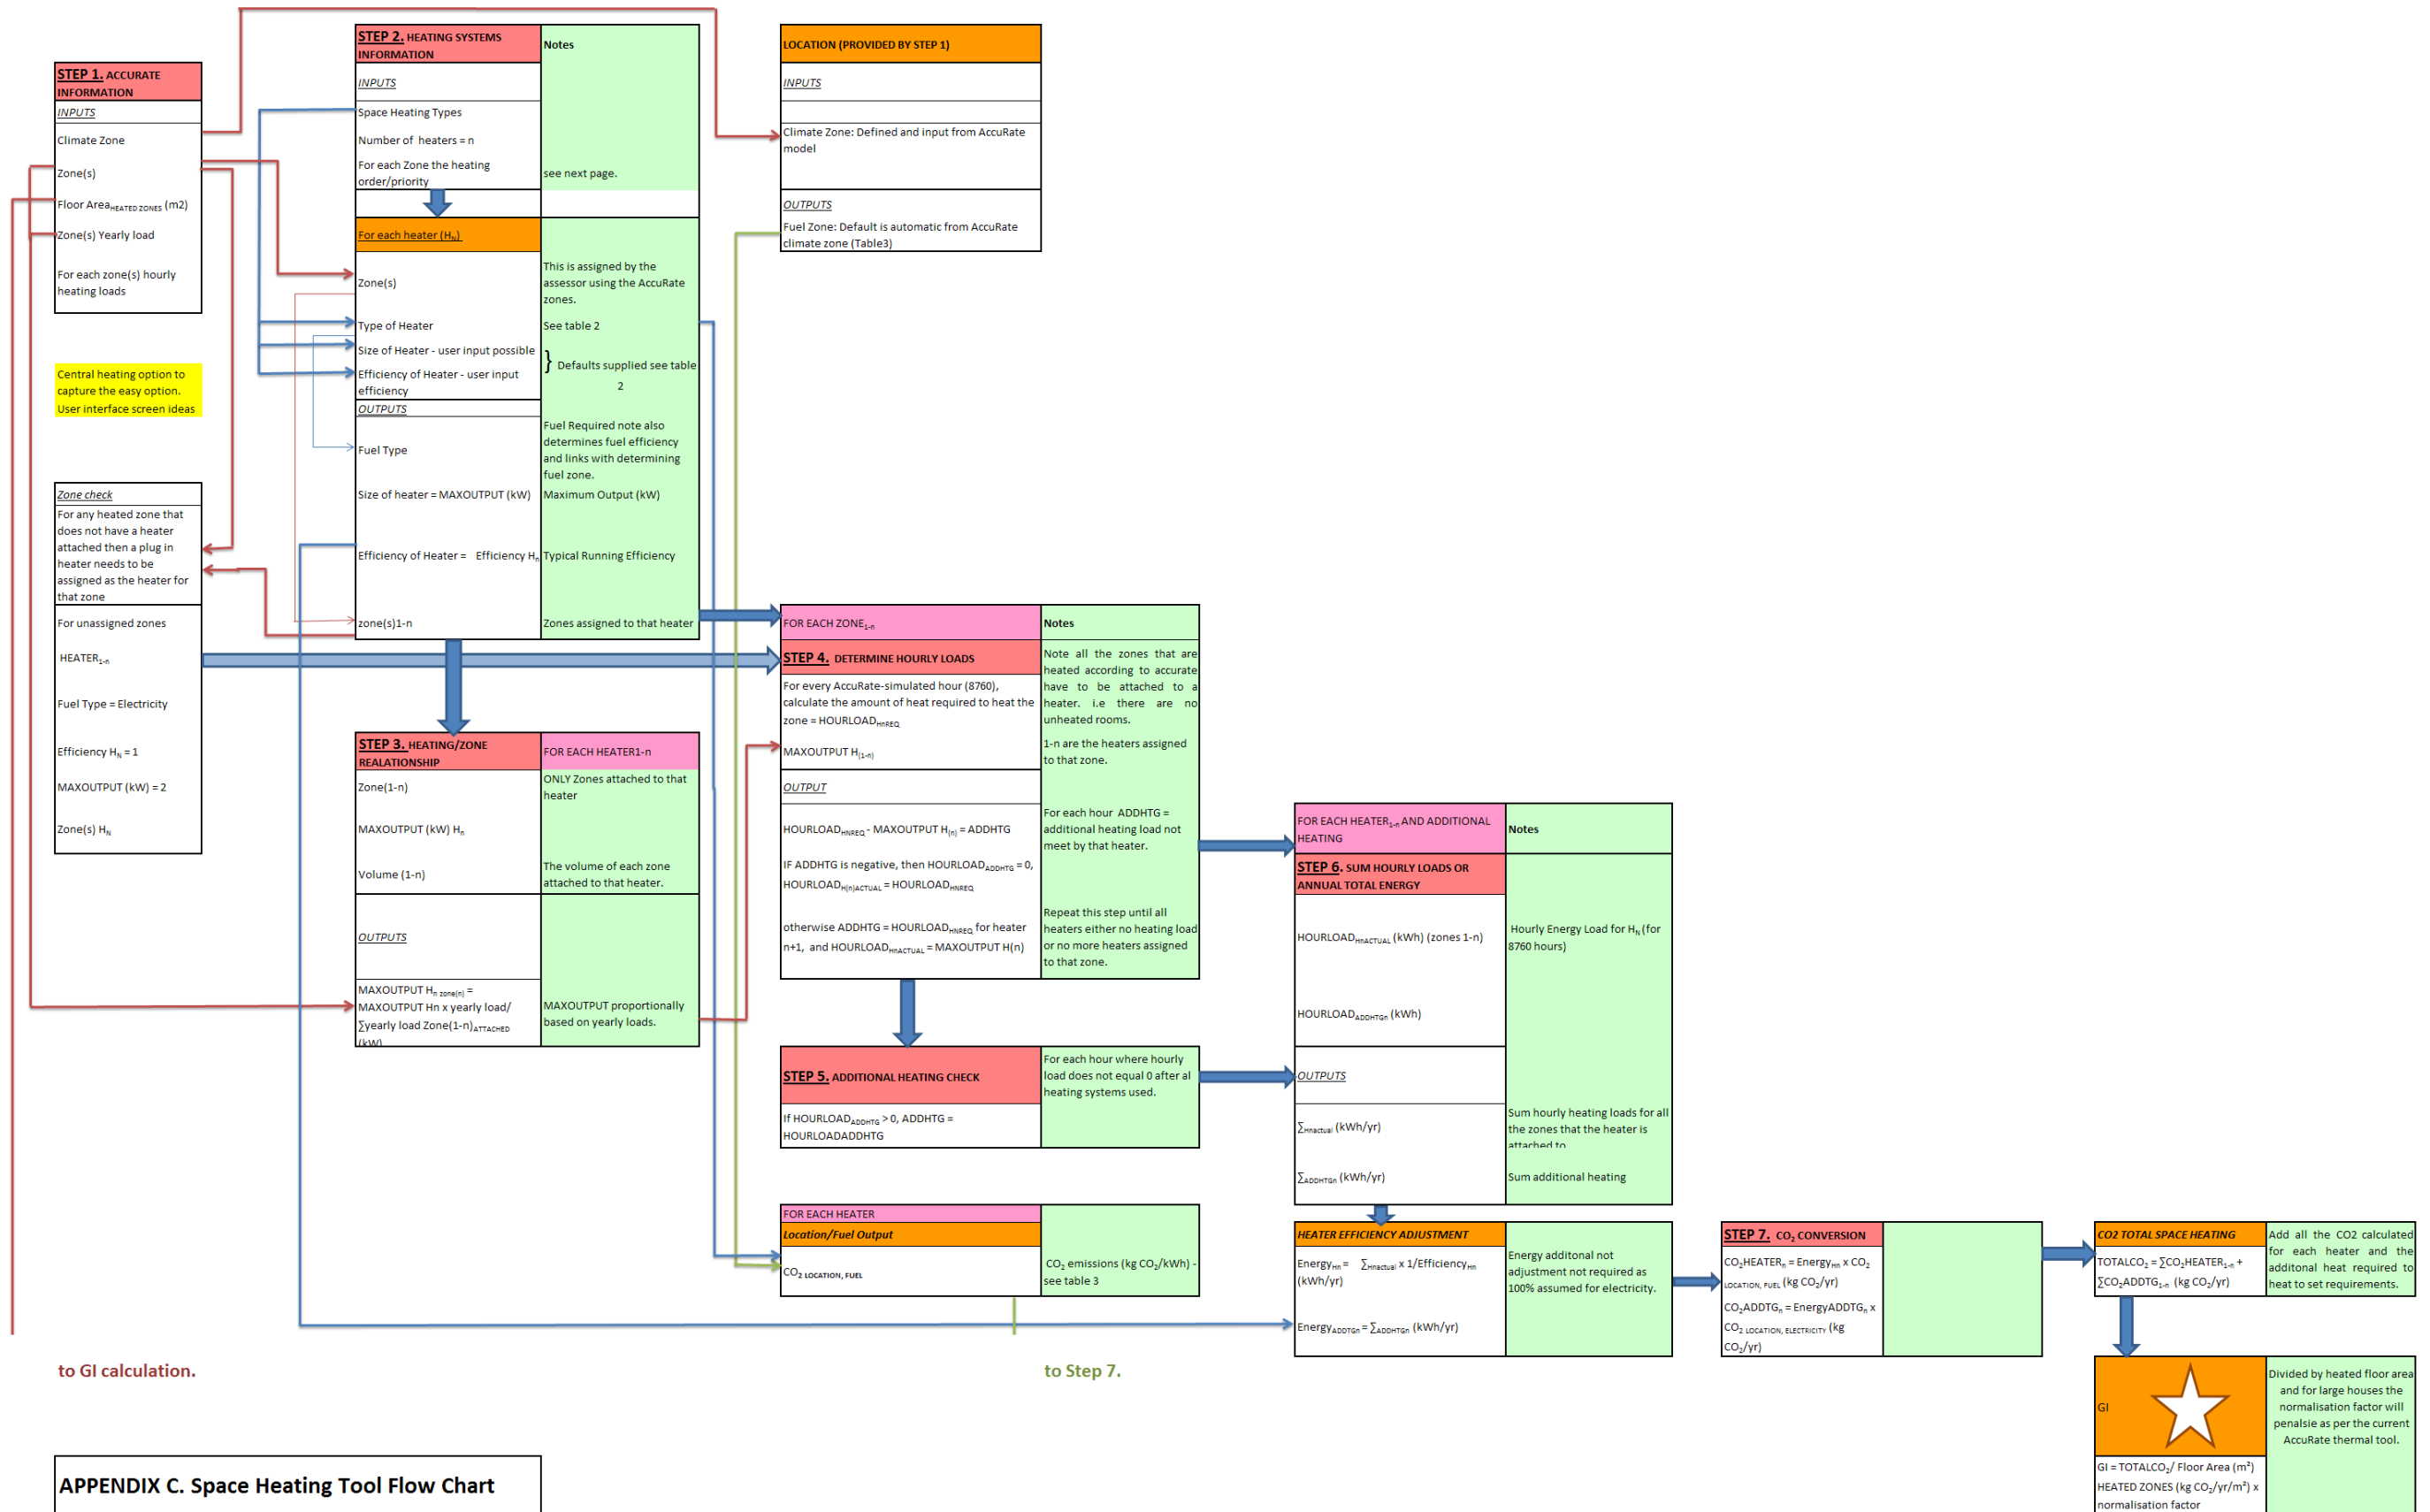 STEP 1. ACCURATE
INFORMATION
INPUTS
Climate Zone
Zone(s)
Floor AreaHEATED ZONES (m2)
Zone(s) Yearly load
For each zone(s) hourly
heating loads
Central heating option to
capture the easy option.
User interface screen ideas
Zone check
For any heated zone that
does not have a heater
attached then a plug in
heater needs to be
assigned as the heater for
that zone
For unassigned zones
HEATER1-n
Fuel Type = Electricity
Efficiency HN = 1
MAXOUTPUT (kW) = 2
Zone(s) HN
STEP 2. HEATING SYSTEMS
INFORMATION
Notes
INPUTS
Space Heating Types
Number of heaters = n
For each Zone the heating
order/priority
see next page.
For each heater (HN)
Zone(s)
This is assigned by the
assessor using the AccuRate
zones.
Type of Heater
See table 2
Size of Heater - user input possible
Efficiency of Heater - user input
efficiency
} Defaults supplied see table
2
OUTPUTS
Fuel Type
Fuel Required note also
determines fuel efficiency
and links with determining
fuel zone.
Size of heater = MAXOUTPUT (kW)
Maximum Output (kW)
Efficiency of Heater = Efficiency Hn
Typical Running Efficiency
zone(s)1-n
Zones assigned to that heater
STEP 3. HEATING/ZONE
REALATIONSHIP
FOR EACH HEATER1-n
Zone(1-n)
ONLY Zones attached to that
heater
MAXOUTPUT (kW) Hn
Volume (1-n)
The volume of each zone
attached to that heater.
OUTPUTS
MAXOUTPUT Hn zone(n) =
MAXOUTPUT Hn x yearly load/
∑yearly load Zone(1-n)ATTACHED
(kW)
MAXOUTPUT proportionally
based on yearly loads.
LOCATION (PROVIDED BY STEP 1)
INPUTS
Climate Zone: Defined and input from AccuRate
model
OUTPUTS
Fuel Zone: Default is automatic from AccuRate
climate zone (Table3)
FOR EACH ZONE1-n
Notes
STEP 4. DETERMINE HOURLY LOADS
For every AccuRate-simulated hour (8760),
calculate the amount of heat required to heat the
zone = HOURLOADHnREQ
MAXOUTPUT H(1-n)
Note all the zones that are
heated according to accurate
have to be attached to a
heater. i.e there are no
unheated rooms.
1-n are the heaters assigned
to that zone.
OUTPUT
HOURLOADHNREQ - MAXOUTPUT H(n) = ADDHTG
IF ADDHTG is negative, then HOURLOADADDHTG = 0,
HOURLOADH(n)ACTUAL = HOURLOADHNREQ
otherwise ADDHTG = HOURLOADHNREQ for heater
n+1, and HOURLOADHnACTUAL = MAXOUTPUT H(n)
For each hour ADDHTG =
additional heating load not
meet by that heater.
Repeat this step until all
heaters either no heating load
or no more heaters assigned
to that zone.
STEP 5. ADDITIONAL HEATING CHECK
If HOURLOADADDHTG > 0, ADDHTG =
HOURLOADADDHTG
For each hour where hourly
load does not equal 0 after al
heating systems used.
FOR EACH HEATER
Location/Fuel Output
CO2 LOCATION, FUEL
CO2 emissions (kg CO2/kWh) -
see table 3
FOR EACH HEATER1-n AND ADDITIONAL
HEATING
Notes
STEP 6. SUM HOURLY LOADS OR
ANNUAL TOTAL ENERGY
HOURLOADHnACTUAL (kWh) (zones 1-n)
Hourly Energy Load for HN (for
8760 hours)
HOURLOADADDHTGn (kWh)
OUTPUTS
∑Hnactual (kWh/yr)
Sum hourly heating loads for all
the zones that the heater is
attached to
∑ADDHTGn (kWh/yr)
Sum additional heating
HEATER EFFICIENCY ADJUSTMENT
EnergyHn = ∑Hnactual x 1/EfficiencyHn
(kWh/yr)
EnergyADDTGn = ∑ADDHTGn (kWh/yr)
Energy additonal not
adjustment not required as
100% assumed for electricity.
STEP 7. CO2 CONVERSION
CO2HEATERn = EnergyHn x CO2
LOCATION, FUEL (kg CO2/yr)
CO2ADDTGn = EnergyADDTGn x
CO2 LOCATION, ELECTRICITY (kg
CO2/yr)
CO2 TOTAL SPACE HEATING
TOTALCO2 = ∑CO2HEATER1-n +
∑CO2ADDTG1-n (kg CO2/yr)
Add all the CO2 calculated
for each heater and the
additonal heat required to
heat to set requirements.
GI
Divided by heated floor area
and for large houses the
normalisation factor will
penalsie as per the current
AccuRate thermal tool.
GI = TOTALCO2/ Floor Area (m²)
HEATED ZONES (kg CO2/yr/m²) x
normalisation factor
to GI calculation.
to Step 7.
APPENDIX C. Space Heating Tool Flow Chart